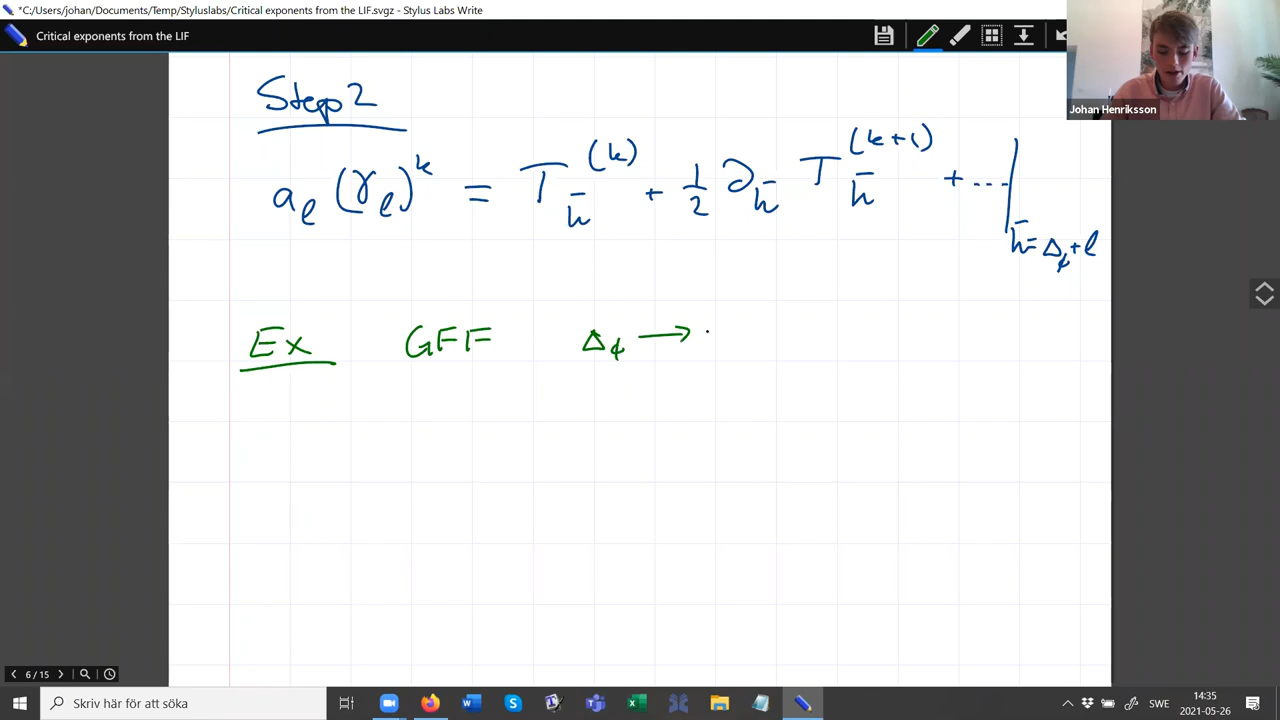 *C:/Users/johan/Documents/Temp/Styluslabs/Critical exponents from the LIF.svgz - Stylus Labs Write
Critical exponents from the LIF
Johan Henriksson
Step 2
a_ℓ (γ_ℓ)^k = T_h̄^(k) + 1/2 ∂_h̄ T_h̄^(k+1) + ... | h̄=Δ_φ+ℓ
Ex GFF Δ_φ →
6 / 15
Skriv här för att söka
SWE
14:35
2021-05-26